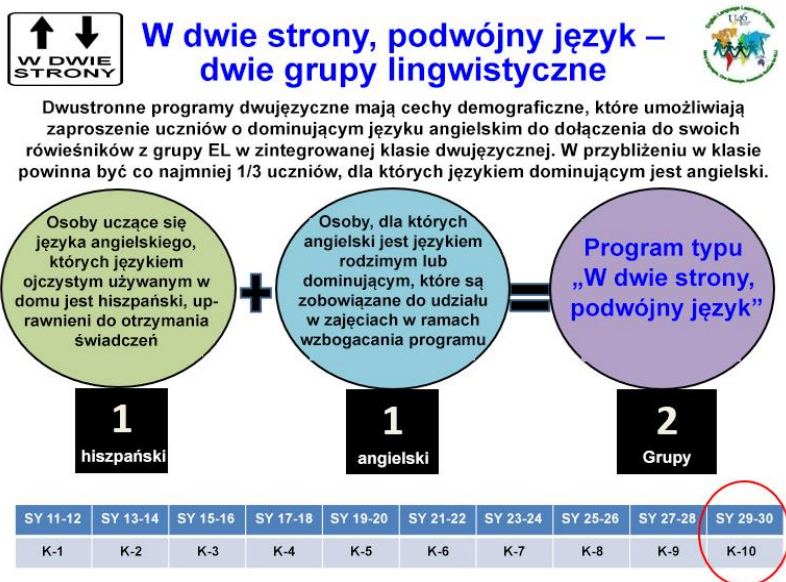 W DWIE
STRONY
W dwie strony, podwójny język –
dwie grupy lingwistyczne
English Language Learners Program
U46
Dwustronne programy dwujęzyczne mają cechy demograficzne, które umożliwiają
zaproszenie uczniów o dominującym języku angielskim do dołączenia do swoich
rówieśników z grupy EL w zintegrowanej klasie dwujęzycznej. W przybliżeniu w klasie
powinna być co najmniej 1/3 uczniów, dla których językiem dominującym jest angielski.
Osoby uczące się
języka angielskiego,
których językiem
ojczystym używanym w
domu jest hiszpański, up-
rawnieni do otrzymania
świadczeń
Osoby, dla których
angielski jest językiem
rodzimym lub
dominującym, które są
zobowiązane do udziału
w zajęciach w ramach
wzbogacania programu
Program typu
„W dwie strony,
podwójny język”
1
hiszpański
1
angielski
2
Grupy
SY 11-12 SY 13-14 SY 15-16 SY 17-18 SY 19-20 SY 21-22 SY 23-24 SY 25-26 SY 27-28 SY 29-30
K-1 K-2 K-3 K-4 K-5 K-6 K-7 K-8 K-9 K-10